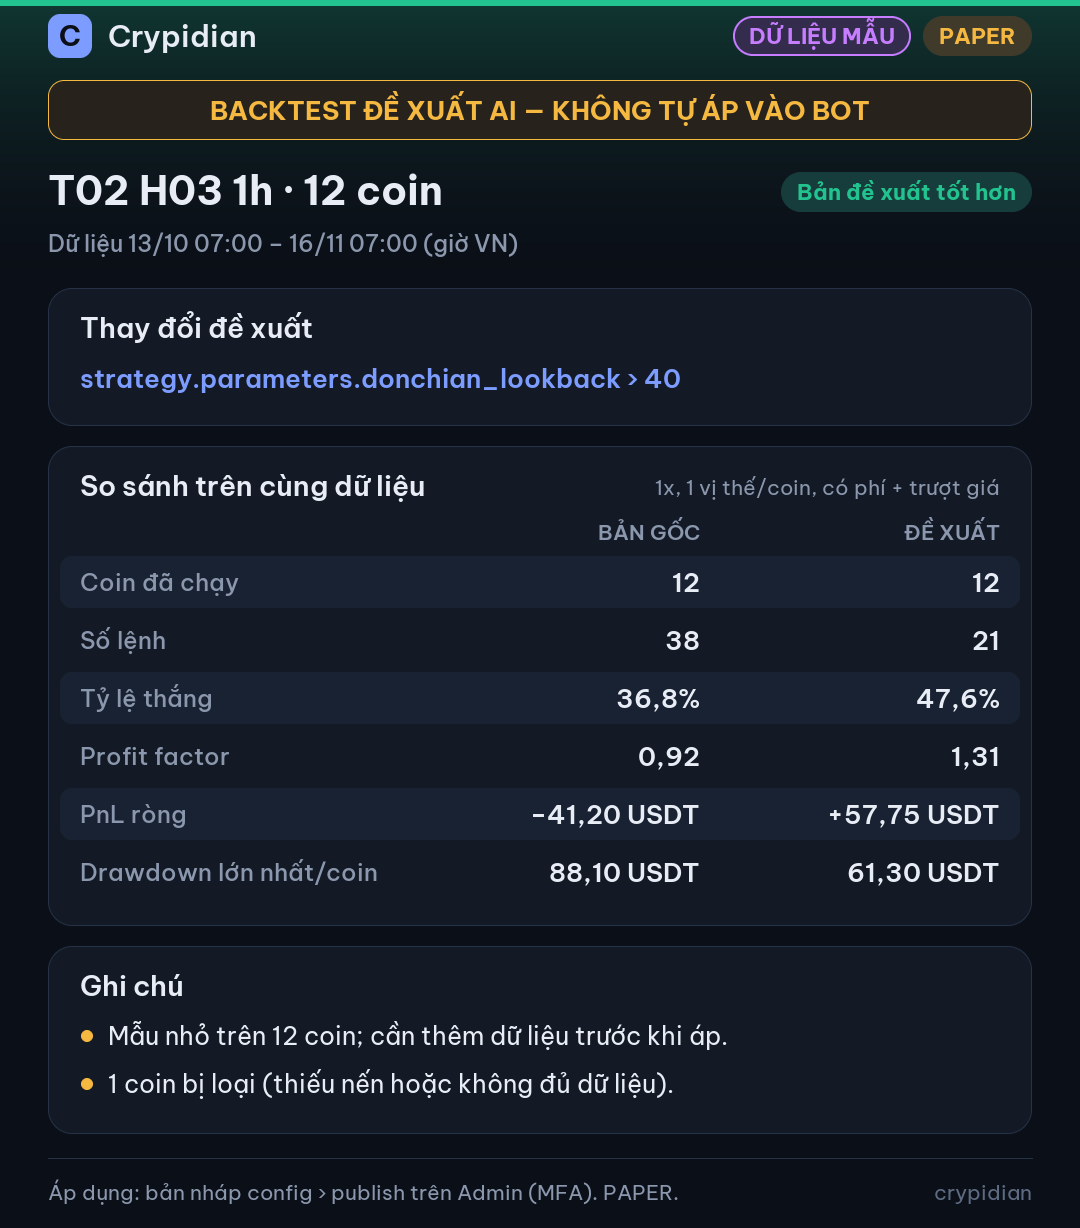 C Crypidian
DỮ LIỆU MẪU
PAPER
BACKTEST ĐỀ XUẤT AI — KHÔNG TỰ ÁP VÀO BOT
T02 H03 1h · 12 coin
Bản đề xuất tốt hơn
Dữ liệu 13/10 07:00 – 16/11 07:00 (giờ VN)
Thay đổi đề xuất
strategy.parameters.donchian_lookback › 40
So sánh trên cùng dữ liệu
1x, 1 vị thế/coin, có phí + trượt giá
BẢN GỐC ĐỀ XUẤT
Coin đã chạy 12 12
Số lệnh 38 21
Tỷ lệ thắng 36,8% 47,6%
Profit factor 0,92 1,31
PnL ròng −41,20 USDT +57,75 USDT
Drawdown lớn nhất/coin 88,10 USDT 61,30 USDT
Ghi chú
Mẫu nhỏ trên 12 coin; cần thêm dữ liệu trước khi áp.
1 coin bị loại (thiếu nến hoặc không đủ dữ liệu).
Áp dụng: bản nháp config › publish trên Admin (MFA). PAPER.
crypidian